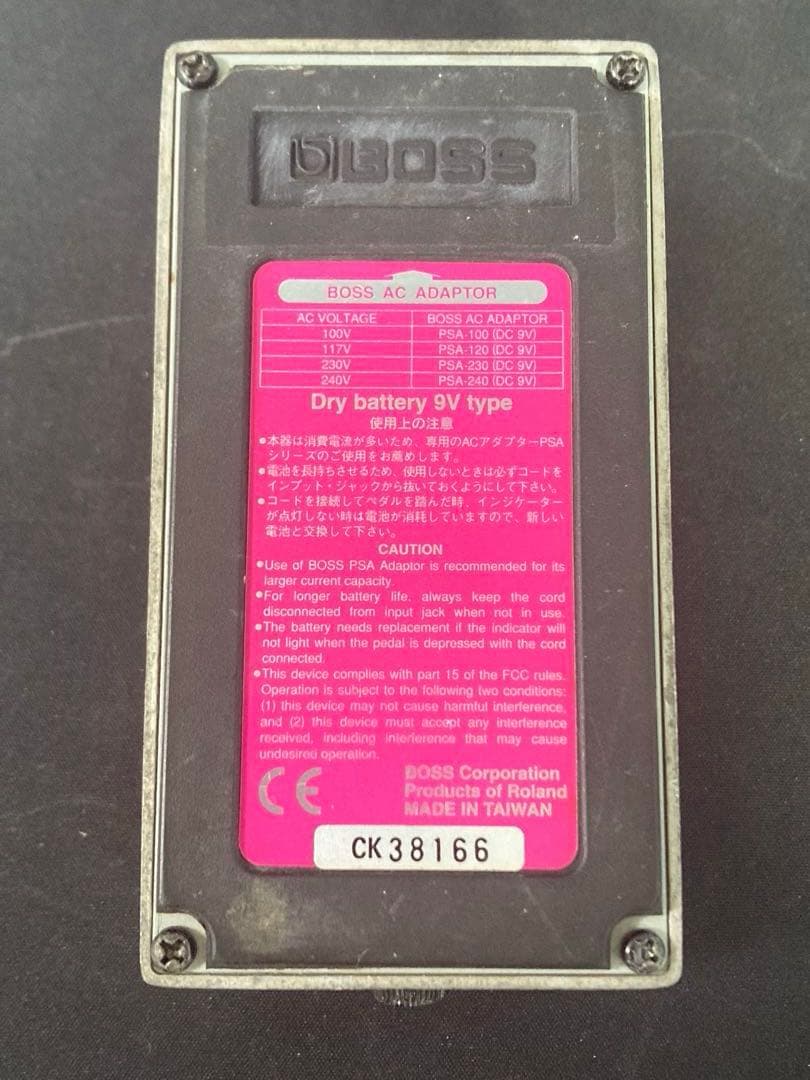 BOSS
BOSS AC ADAPTOR
AC VOLTAGE BOSS AC ADAPTOR
100V PSA-100 (DC 9V)
117V PSA-120 (DC 9V)
230V PSA-230 (DC 9V)
240V PSA-240 (DC 9V)
Dry battery 9V type
使用上の注意
●本器は消費電流が多いため、専用のACアダプターPSA
シリーズのご使用をお薦めします。
●電池を長持ちさせるため、使用しないときは必ずコードを
インプット・ジャックから抜いておくようにして下さい。
●コードを接続してペダルを踏んだ時、インジケーター
が点灯しない時は電池が消耗していますので、新しい
電池と交換して下さい。
CAUTION
●Use of BOSS PSA Adaptor is recommended for its
larger current capacity.
●For longer battery life, always keep the cord
disconnected from input jack when not in use.
●The battery needs replacement if the indicator will
not light when the pedal is depressed with the cord
connected.
●This device complies with part 15 of the FCC rules.
Operation is subject to the following two conditions:
(1) this device may not cause harmful interference,
and (2) this device must accept any interference
received, including interference that may cause
undesired operation.
CE
BOSS Corporation
Products of Roland
MADE IN TAIWAN
CK38166